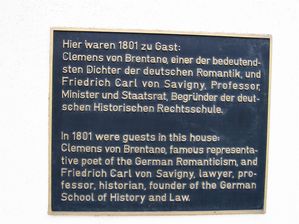 Hier waren 1801 zu Gast:
Clemens von Brentano, einer der bedeutend-
sten Dichter der deutschen Romantik, und
Friedrich Carl von Savigny, Professor,
Minister und Staatsrat, Begründer der deut-
schen Historischen Rechtsschule.
In 1801 were guests in this house:
Clemens von Brentano, famous representa-
tive poet of the German Romanticism, and
Friedrich Carl von Savigny, lawyer, pro-
fessor, historian, founder of the German
School of History and Law.